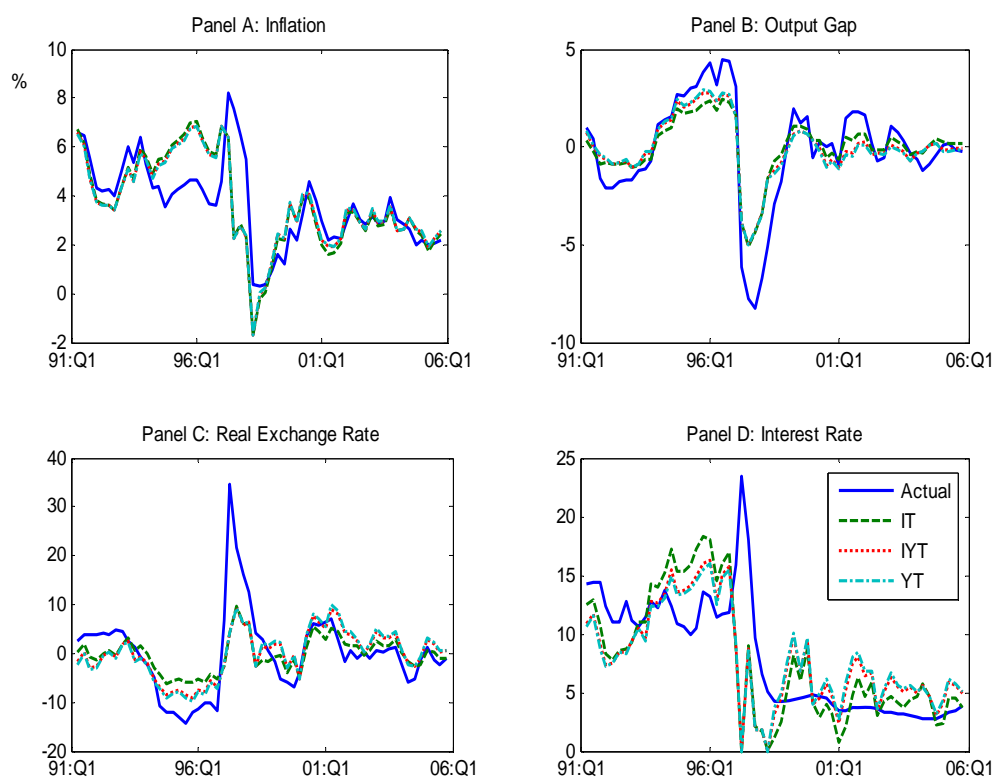 Panel A: Inflation
%
10
8
6
4
2
0
-2
91:Q1 96:Q1 01:Q1 06:Q1
Panel B: Output Gap
5
0
-5
-10
91:Q1 96:Q1 01:Q1 06:Q1
Panel C: Real Exchange Rate
40
30
20
10
0
-10
-20
91:Q1 96:Q1 01:Q1 06:Q1
Panel D: Interest Rate
25
20
15
10
5
0
91:Q1 96:Q1 01:Q1 06:Q1
Actual
IT
IYT
YT